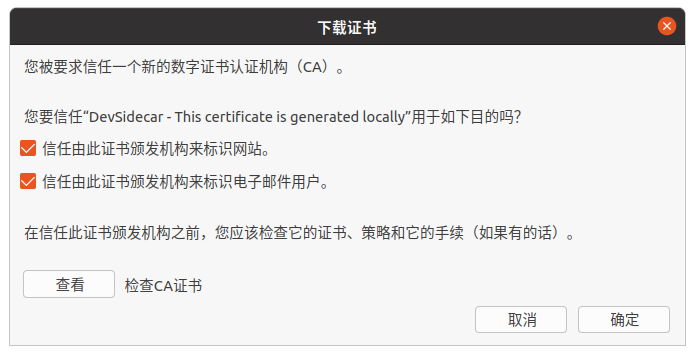 下载证书
您被要求信任一个新的数字证书认证机构（CA）。
您要信任“DevSidecar - This certificate is generated locally”用于如下目的吗？
信任由此证书颁发机构来标识网站。
信任由此证书颁发机构来标识电子邮件用户。
在信任此证书颁发机构之前，您应该检查它的证书、策略和它的手续（如果有的话）。
查看 检查CA证书
取消 确定